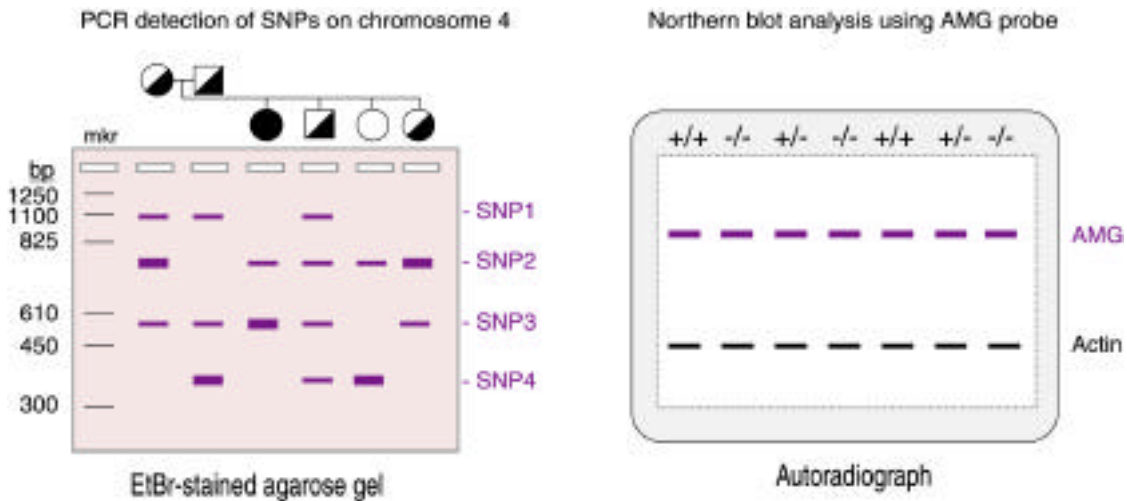 PCR detection of SNPs on chromosome 4
mkr
bp
1250
1100
825
610
450
300
- SNP1
- SNP2
- SNP3
- SNP4
EtBr-stained agarose gel
Northern blot analysis using AMG probe
+/+ -/- +/- -/- +/+ +/- -/-
AMG
Actin
Autoradiograph